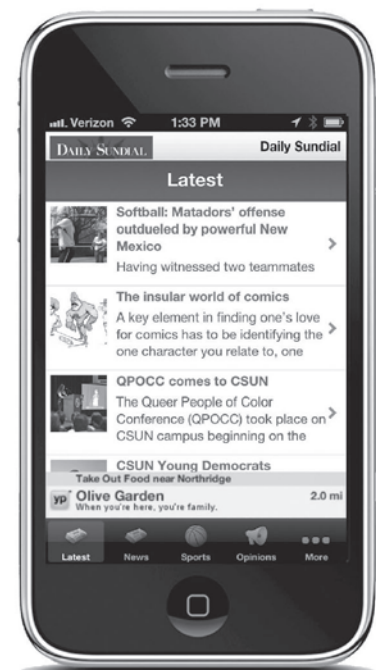 Verizon 1:33 PM
DAILY SUNDIAL Daily Sundial
Latest
Softball: Matadors' offense
outdueled by powerful New
Mexico
Having witnessed two teammates
The insular world of comics
A key element in finding one's love
for comics has to be identifying the
one character you relate to, one
QPOCC comes to CSUN
The Queer People of Color
Conference (QPOCC) took place on
CSUN campus beginning on the
CSUN Young Democrats
Take Out Food near Northridge
yp Olive Garden 2.0 mi
When you're here, you're family.
Latest News Sports Opinions More